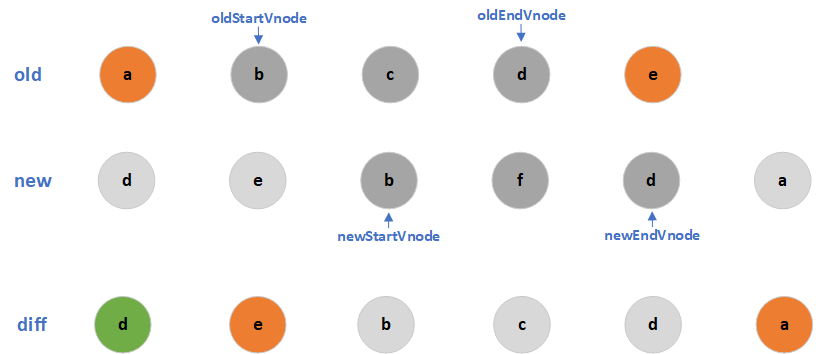 oldStartVnode oldEndVnode
old a b c d e
new d e b f d a
newStartVnode newEndVnode
diff d e b c d a